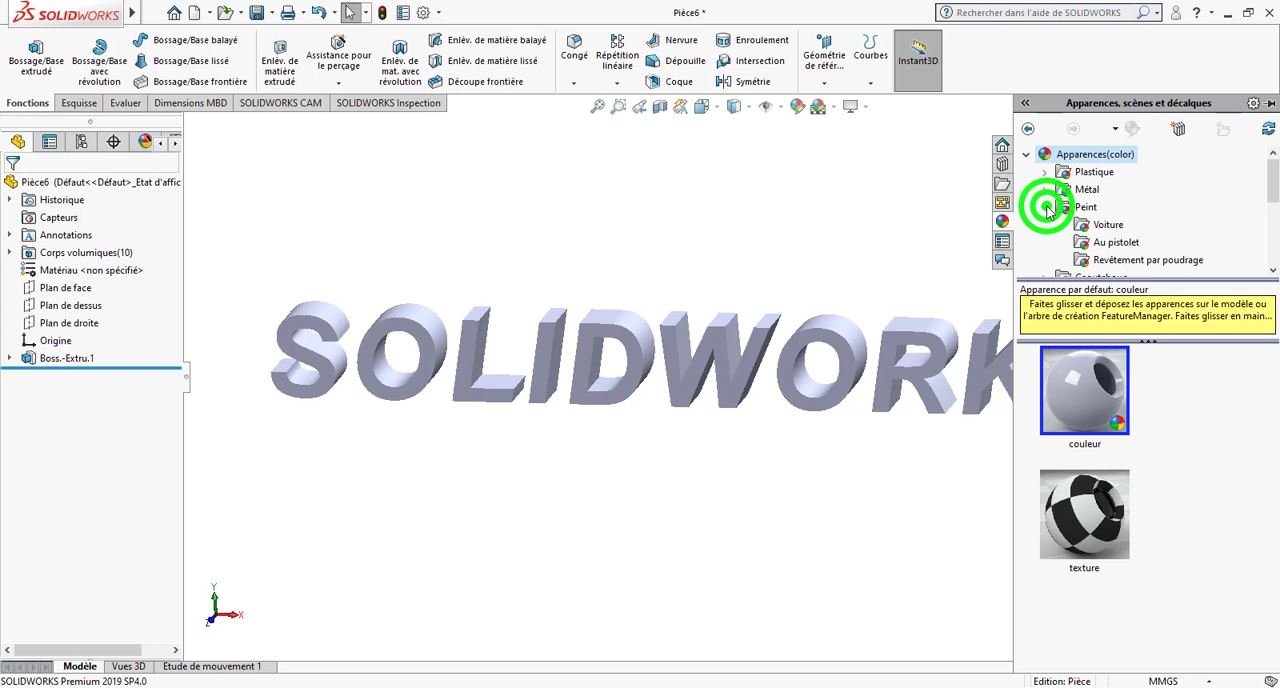 SOLIDWORKS
Pièce6 *
Rechercher dans l'aide de SOLIDWORKS
Bossage/Base extrudé
Bossage/Base avec révolution
Bossage/Base balayé
Bossage/Base lissé
Bossage/Base frontière
Enlèv. de matière extrudé
Assistance pour le perçage
Enlèv. de mat. avec révolution
Enlèv. de matière balayé
Enlèv. de matière lissé
Découpe frontière
Congé
Répétition linéaire
Nervure
Dépouille
Coque
Enroulement
Intersection
Symétrie
Géométrie de référ...
Courbes
Instant3D
Fonctions
Esquisse
Evaluer
Dimensions MBD
SOLIDWORKS CAM
SOLIDWORKS Inspection
Pièce6 (Défaut<<Défaut>_Etat d'affic
Historique
Capteurs
Annotations
Corps volumiques(10)
Matériau <non spécifié>
Plan de face
Plan de dessus
Plan de droite
Origine
Boss.-Extru.1
SOLIDWORK
Y
X
Z
Apparences, scènes et décalques
Apparences(color)
Plastique
Métal
Peint
Voiture
Au pistolet
Revêtement par poudrage
Apparence par défaut: couleur
Faites glisser et déposez les apparences sur le modèle ou
l'arbre de création FeatureManager. Faites glisser en main...
couleur
texture
Modèle
Vues 3D
Etude de mouvement 1
SOLIDWORKS Premium 2019 SP4.0
Edition: Pièce
MMGS